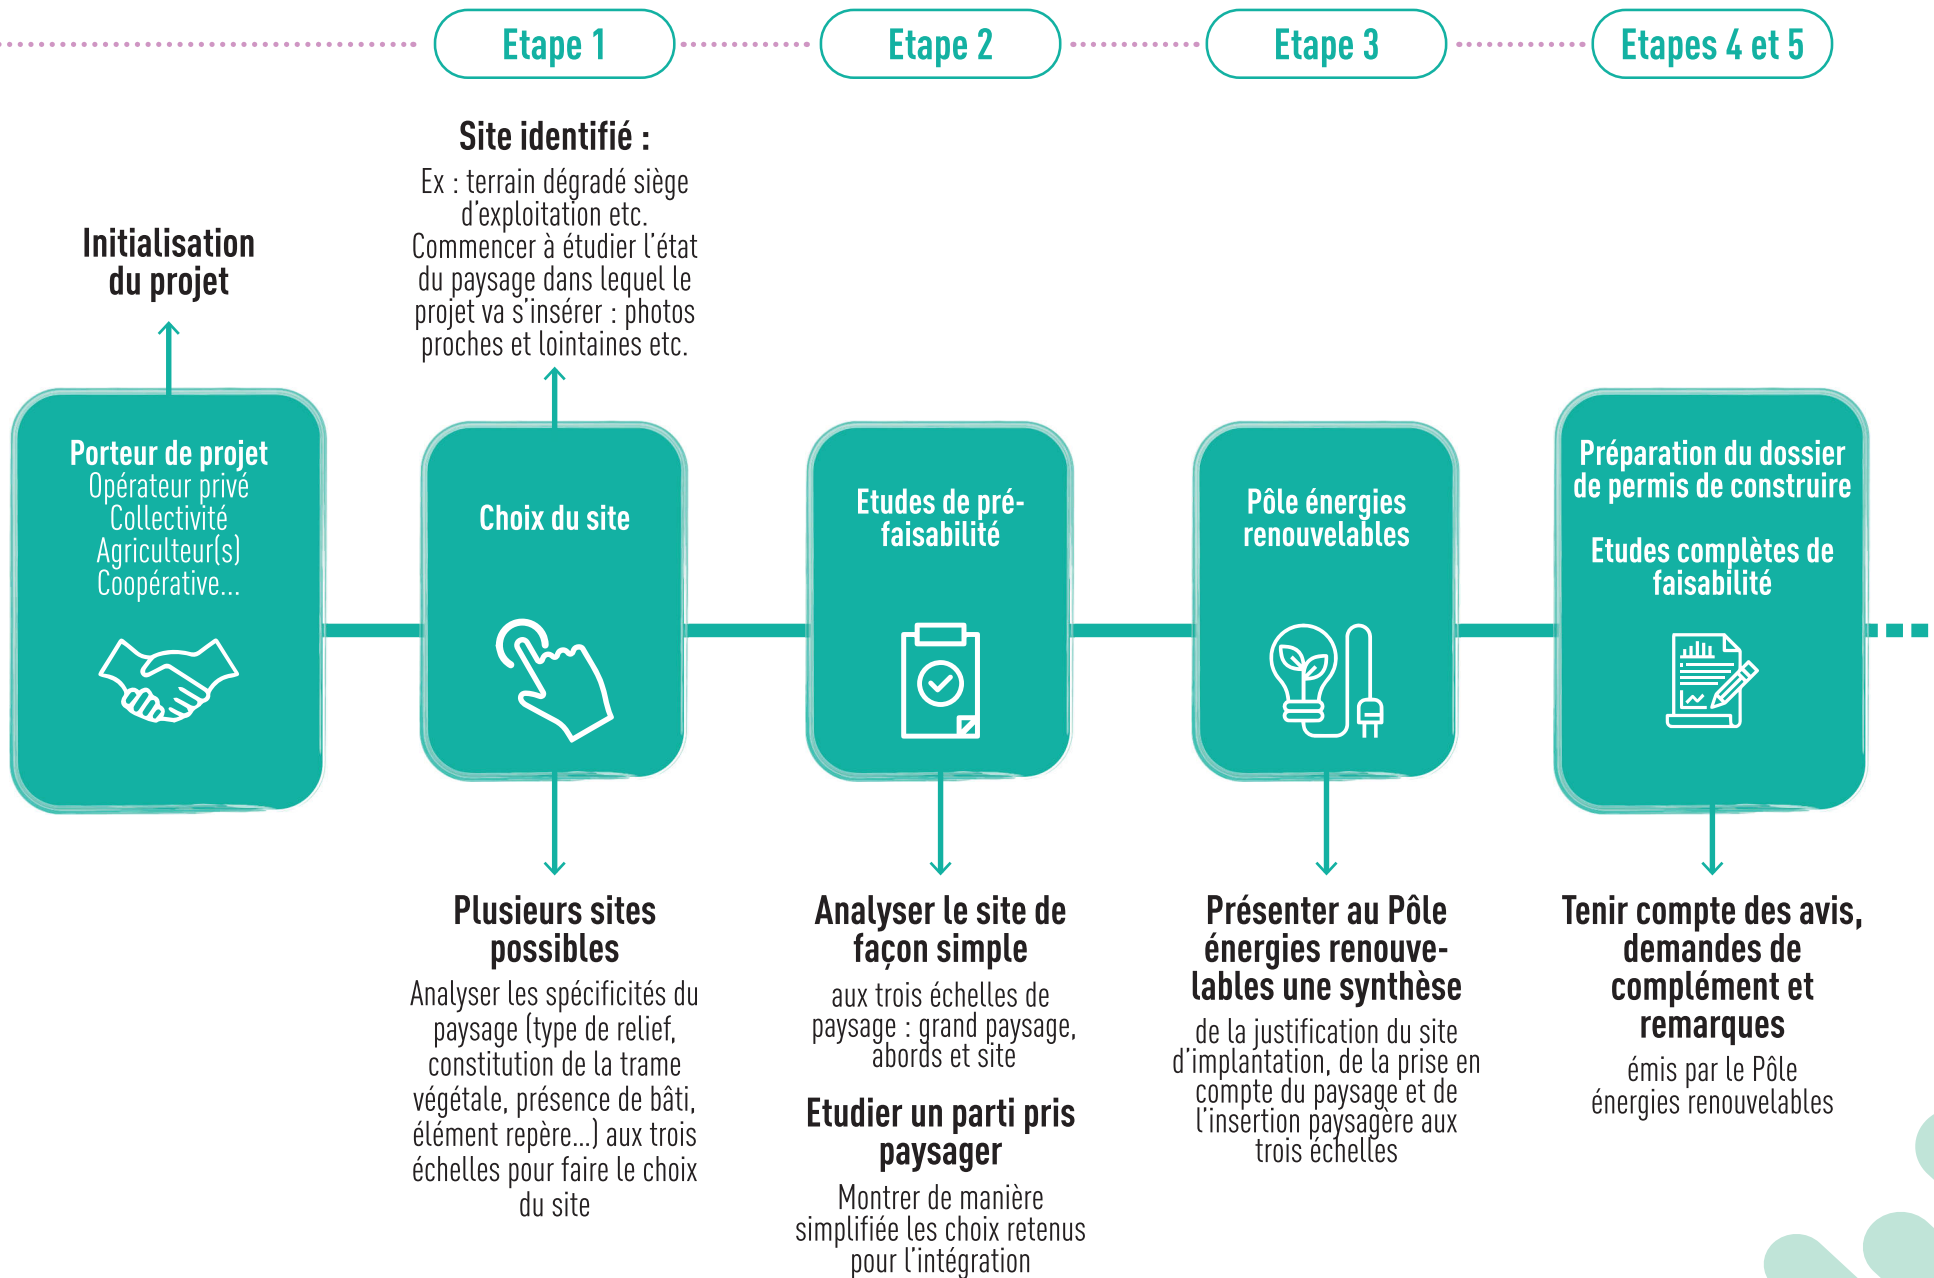 Etape 1
Etape 2
Etape 3
Etapes 4 et 5
Initialisation
du projet
Site identifié :
Ex : terrain dégradé siège
d'exploitation etc.
Commencer à étudier l'état
du paysage dans lequel le
projet va s'insérer : photos
proches et lointaines etc.
Porteur de projet
Opérateur privé
Collectivité
Agriculteur(s)
Coopérative...
Choix du site
Etudes de pré-
faisabilité
Pôle énergies
renouvelables
Préparation du dossier
de permis de construire
Etudes complètes de
faisabilité
Plusieurs sites
possibles
Analyser les spécificités du
paysage (type de relief,
constitution de la trame
végétale, présence de bâti,
élément repère...) aux trois
échelles pour faire le choix
du site
Analyser le site de
façon simple
aux trois échelles de
paysage : grand paysage,
abords et site
Etudier un parti pris
paysager
Montrer de manière
simplifiée les choix retenus
pour l'intégration
Présenter au Pôle
énergies renouve-
lables une synthèse
de la justification du site
d'implantation, de la prise en
compte du paysage et de
l'insertion paysagère aux
trois échelles
Tenir compte des avis,
demandes de
complément et
remarques
émis par le Pôle
énergies renouvelables